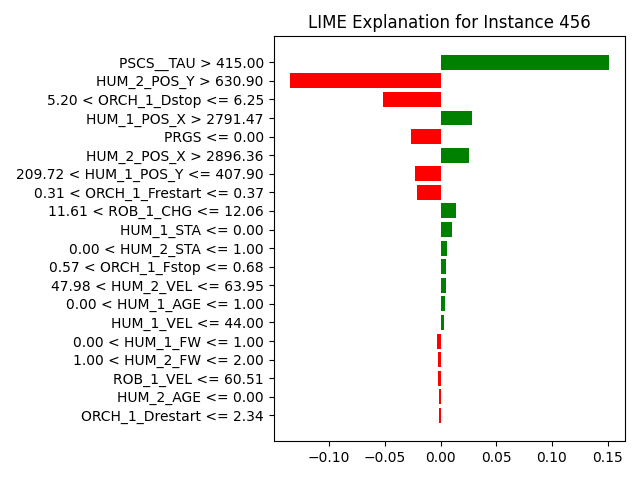 LIME Explanation for Instance 456
PSCS__TAU > 415.00
HUM_2_POS_Y > 630.90
5.20 < ORCH_1_Dstop <= 6.25
HUM_1_POS_X > 2791.47
PRGS <= 0.00
HUM_2_POS_X > 2896.36
209.72 < HUM_1_POS_Y <= 407.90
0.31 < ORCH_1_Frestart <= 0.37
11.61 < ROB_1_CHG <= 12.06
HUM_1_STA <= 0.00
0.00 < HUM_2_STA <= 1.00
0.57 < ORCH_1_Fstop <= 0.68
47.98 < HUM_2_VEL <= 63.95
0.00 < HUM_1_AGE <= 1.00
HUM_1_VEL <= 44.00
0.00 < HUM_1_FW <= 1.00
1.00 < HUM_2_FW <= 2.00
ROB_1_VEL <= 60.51
HUM_2_AGE <= 0.00
ORCH_1_Drestart <= 2.34
−0.10 −0.05 0.00 0.05 0.10 0.15